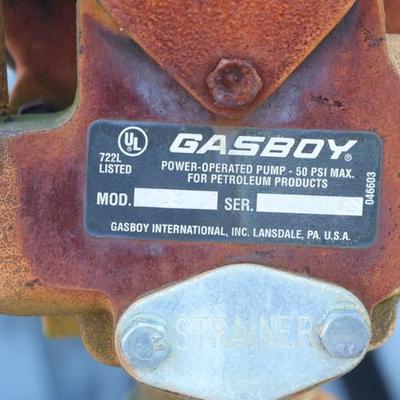 UL
722L
LISTED
GASBOY®
POWER-OPERATED PUMP - 50 PSI MAX.
FOR PETROLEUM PRODUCTS
MOD. SER.
GASBOY INTERNATIONAL, INC. LANSDALE, PA. U.S.A.
046603
STRAINER